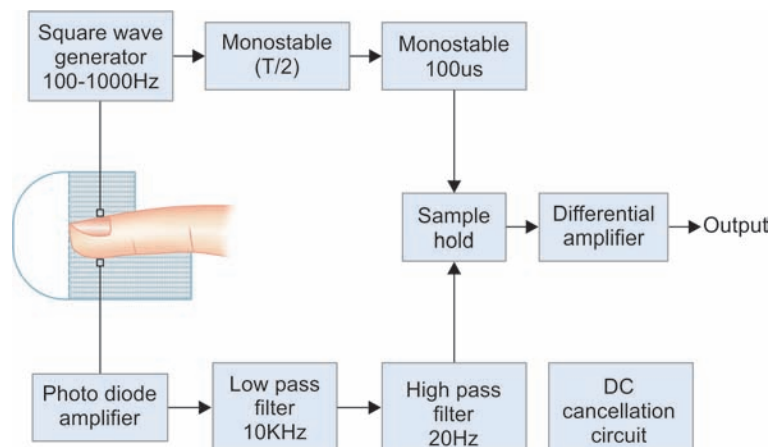 Square wave
generator
100-1000Hz
Monostable
(T/2)
Monostable
100us
Sample
hold
Differential
amplifier
Output
Photo diode
amplifier
Low pass
filter
10KHz
High pass
filter
20Hz
DC
cancellation
circuit